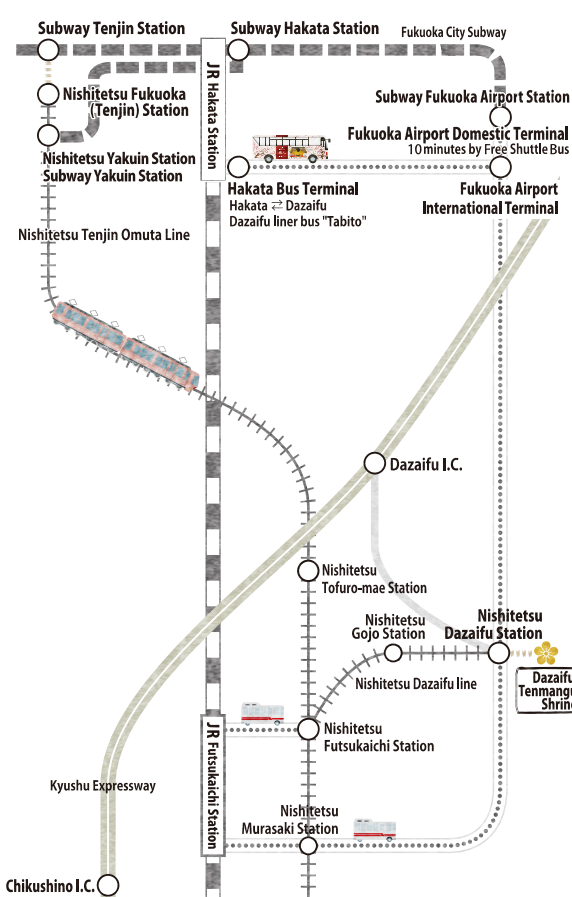 Subway Tenjin Station
Subway Hakata Station
Fukuoka City Subway
JR Hakata Station
Nishitetsu Fukuoka
(Tenjin) Station
Subway Fukuoka Airport Station
Fukuoka Airport Domestic Terminal
10 minutes by Free Shuttle Bus
Nishitetsu Yakuin Station
Subway Yakuin Station
Hakata Bus Terminal
Hakata ⇄ Dazaifu
Dazaifu liner bus "Tabito"
Fukuoka Airport
International Terminal
Nishitetsu Tenjin Omuta Line
Dazaifu I.C.
Nishitetsu
Tofuro-mae Station
Nishitetsu
Gojo Station
Nishitetsu
Dazaifu Station
Dazaifu
Tenmangu
Shrine
Nishitetsu Dazaifu line
JR Futsukaichi Station
Nishitetsu
Futsukaichi Station
Kyushu Expressway
Nishitetsu
Murasaki Station
Chikushino I.C.